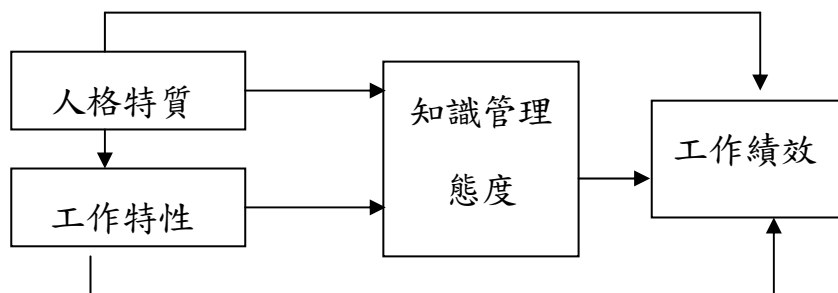 人格特質
工作特性
知識管理
態度
工作績效